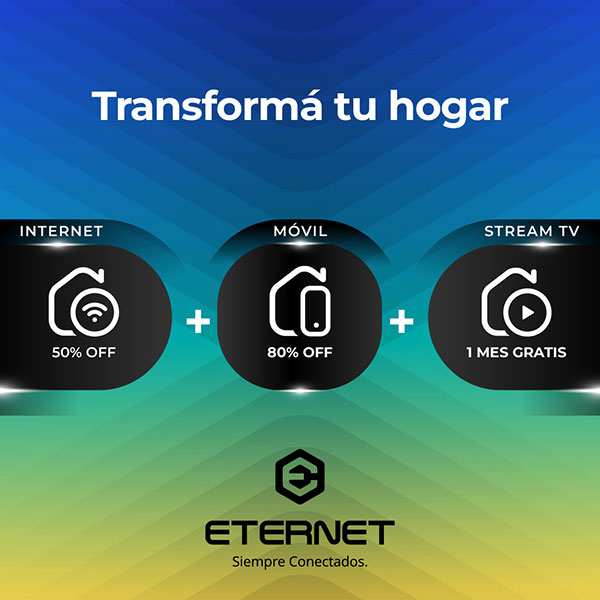 Transformá tu hogar
INTERNET
MÓVIL
STREAM TV
50% OFF
+
80% OFF
+
1 MES GRATIS
ETERNET
Siempre Conectados.